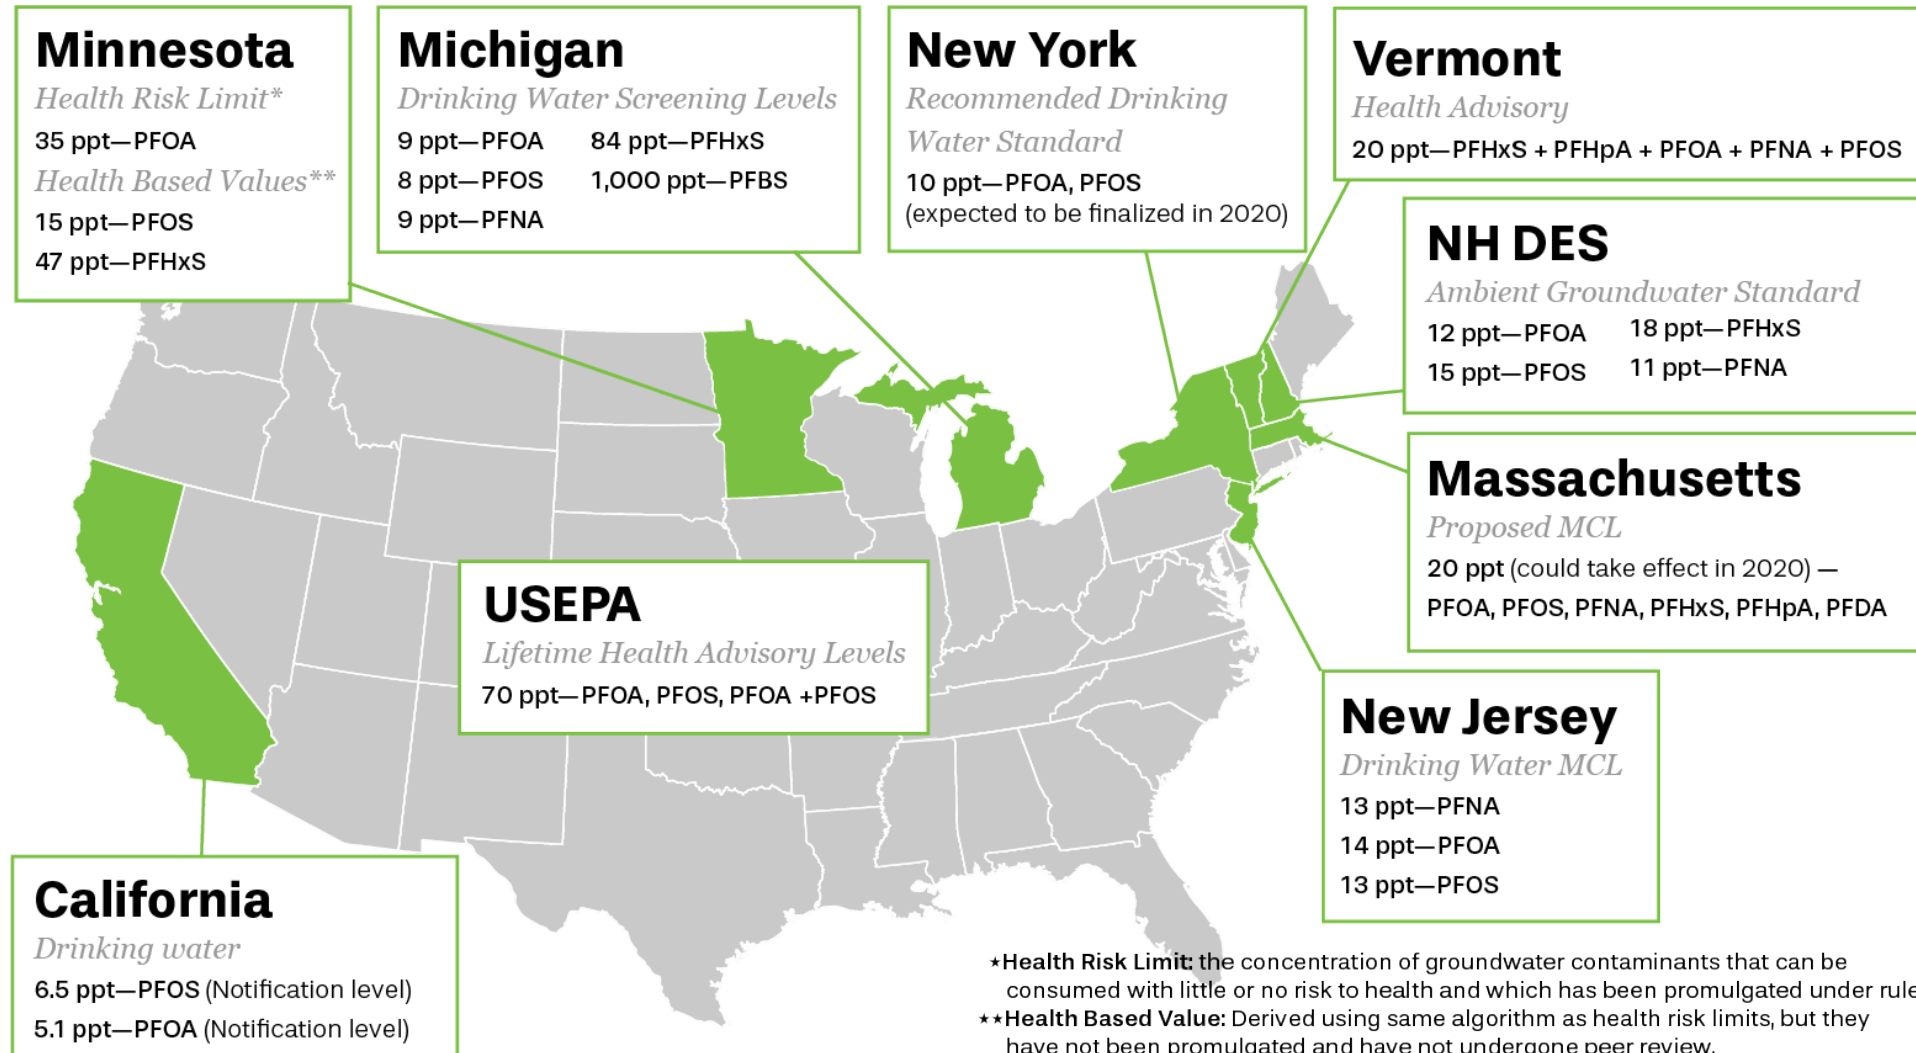 Minnesota
Health Risk Limit*
35 ppt—PFOA
Health Based Values**
15 ppt—PFOS
47 ppt—PFHxS
Michigan
Drinking Water Screening Levels
9 ppt—PFOA
8 ppt—PFOS
9 ppt—PFNA
84 ppt—PFHxS
1,000 ppt—PFBS
New York
Recommended Drinking
Water Standard
10 ppt—PFOA, PFOS
(expected to be finalized in 2020)
Vermont
Health Advisory
20 ppt—PFHxS + PFHpA + PFOA + PFNA + PFOS
NH DES
Ambient Groundwater Standard
12 ppt—PFOA
15 ppt—PFOS
18 ppt—PFHxS
11 ppt—PFNA
Massachusetts
Proposed MCL
20 ppt (could take effect in 2020) —
PFOA, PFOS, PFNA, PFHxS, PFHpA, PFDA
USEPA
Lifetime Health Advisory Levels
70 ppt—PFOA, PFOS, PFOA +PFOS
New Jersey
Drinking Water MCL
13 ppt—PFNA
14 ppt—PFOA
13 ppt—PFOS
California
Drinking water
6.5 ppt—PFOS (Notification level)
5.1 ppt—PFOA (Notification level)
★Health Risk Limit: the concentration of groundwater contaminants that can be
consumed with little or no risk to health and which has been promulgated under rule
★★Health Based Value: Derived using same algorithm as health risk limits, but they
have not been promulgated and have not undergone peer review.